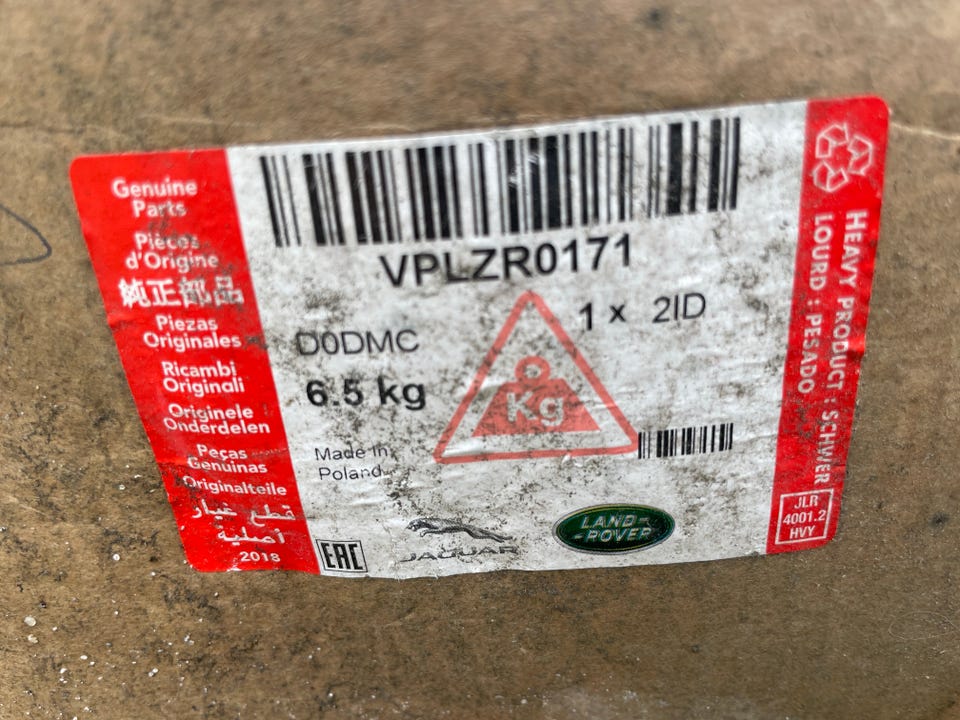 Genuine
Parts
Pièces
d'Origine
純正部品
Piezas
Originales
Ricambi
Originali
Originele
Onderdelen
Peças
Genuinas
Originalteile
قطع غيار
أصلية
2018
VPLZR0171
1 x 2ID
D0DMC
6.5 kg
Kg
Made in
Poland
EAC
JAGUAR
LAND-
-ROVER
HEAVY PRODUCT : SCHWER
LOURD : PESADO
JLR
4001.2
HVY